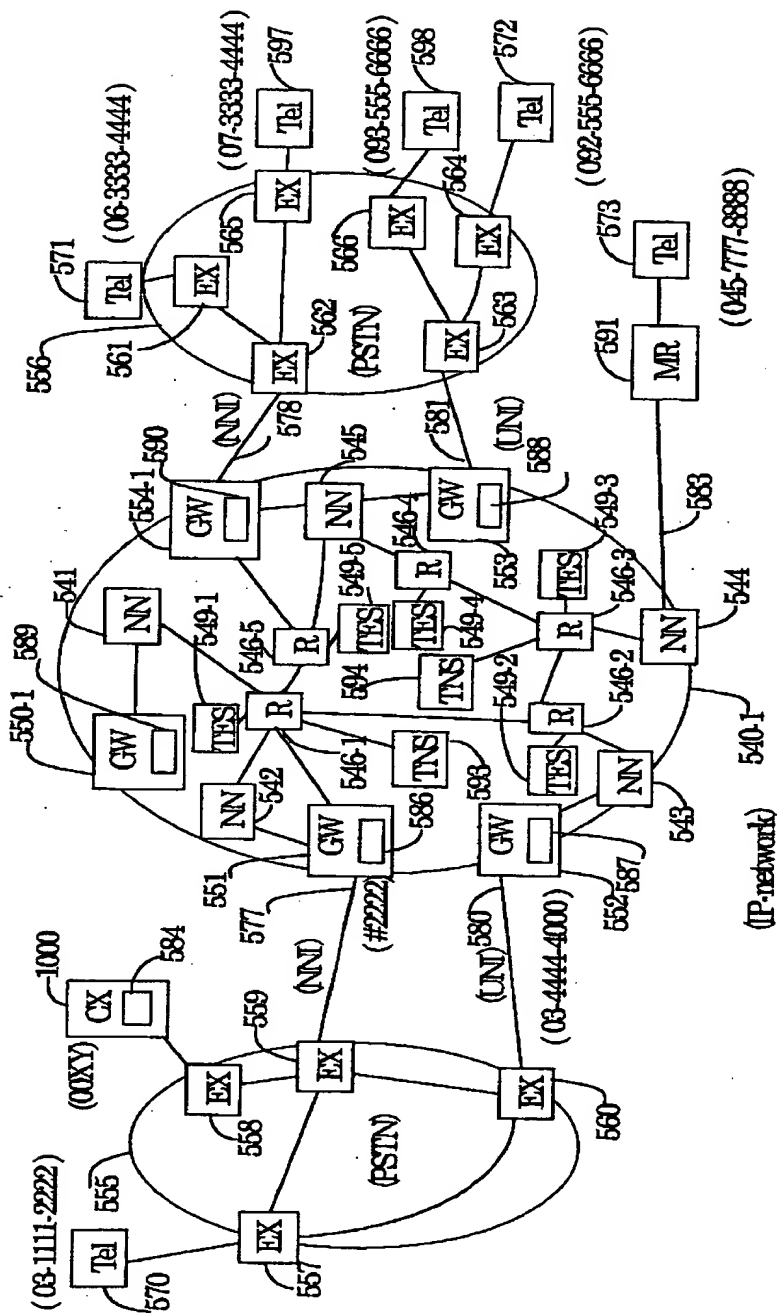 (03-1111-2222)
Tel
570
555
(00XY)
1000
CX
584
EX
558
EX
559
EX
557
(PSTN)
EX
560
(NNI)
577
(#2222)
(UNI)
580
(03-4444-4000)
551
GW
586
552
GW
587
NN
542
550-1
589
GW
541
NN
549-1
TES
R
546-1
TNS
593
546-5
R
549-5
TES
594
TNS
TES
549-4
546-4
R
NN
545
554-1
590
GW
GW
553
588
549-2
TES
R
546-2
NN
543
TES
549-3
R
546-3
NN
544
540-1
(IP-network)
(NNI)
578
581
(UNI)
556
571
Tel
(06-3333-4444)
561
EX
EX
562
(PSTN)
565
EX
(07-3333-4444)
Tel
597
566
EX
(093-555-6666)
Tel
598
EX
563
EX
564
Tel
572
(092-555-6666)
583
591
MR
573
Tel
(045-777-8888)